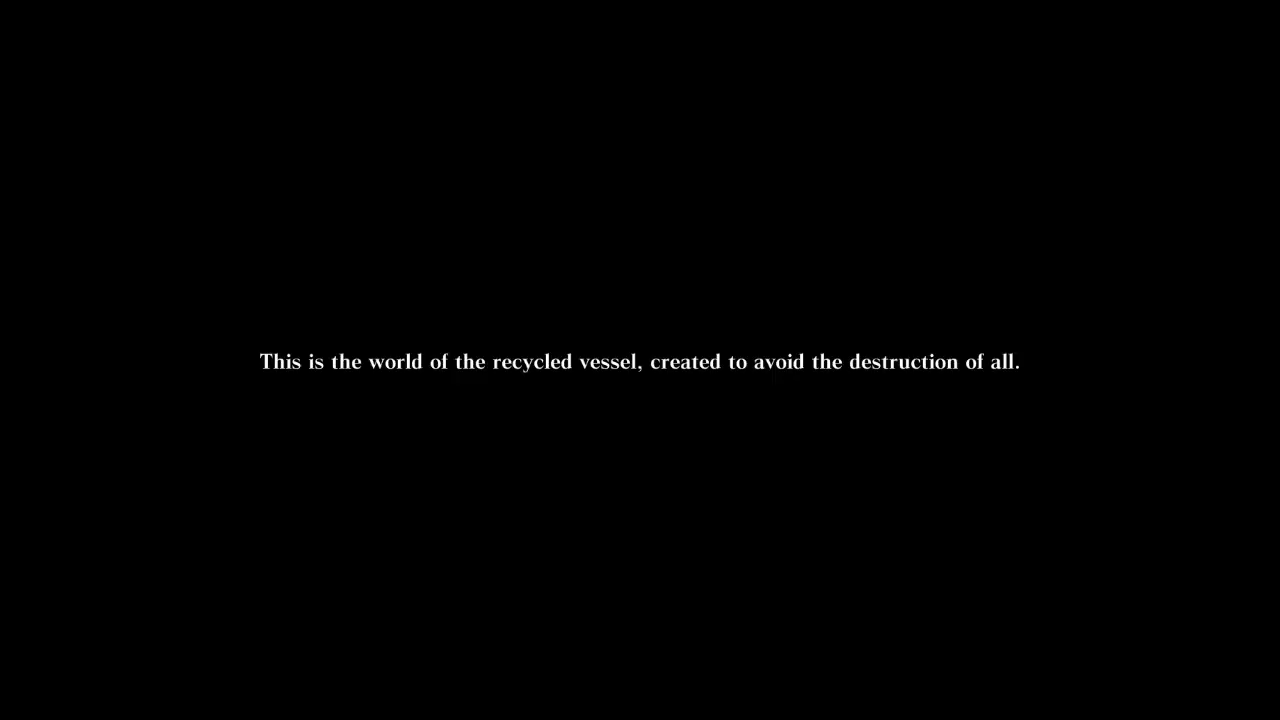 This is the world of the recycled vessel, created to avoid the destruction of all.